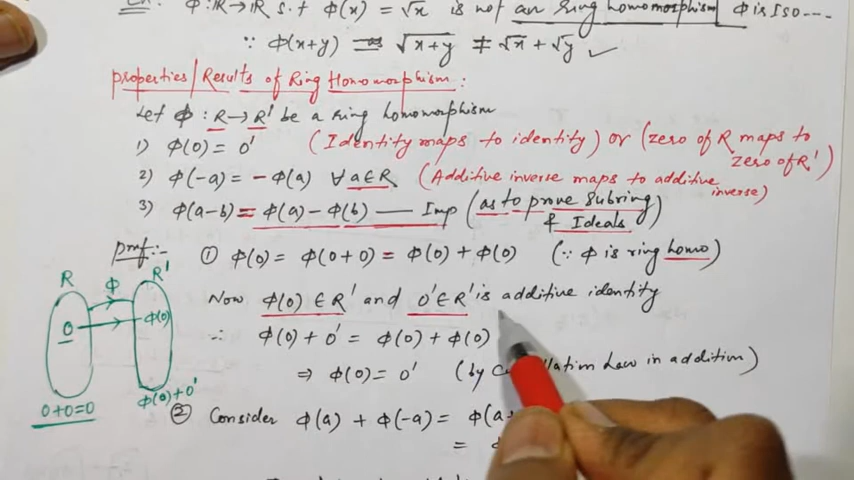 φ : R → R s.t φ(x) = √x is not an ring homomorphism φ is Iso ....
∵ φ(x+y) = √x+y ≠ √x + √y ✓
properties/Results of Ring Homomorphism :
Let φ : R → R' be a ring homomorphism
1) φ(0) = 0' (Identity maps to identity) or (zero of R maps to
zero of R')
2) φ(-a) = - φ(a) ∀ a ∈ R (Additive inverse maps to additive
inverse)
3) φ(a-b) = φ(a) - φ(b) — Imp (as to prove subring
& Ideals)
proof:-
① φ(0) = φ(0+0) = φ(0) + φ(0) (∵ φ is ring homo)
R φ R'
Now φ(0) ∈ R' and 0' ∈ R' is additive identity
0 φ(0)
∴ φ(0) + 0' = φ(0) + φ(0)
⇒ φ(0) = 0' (by Law in addition)
φ(0) + 0'
0+0=0
② Consider φ(a) + φ(-a) = φ(a+
=